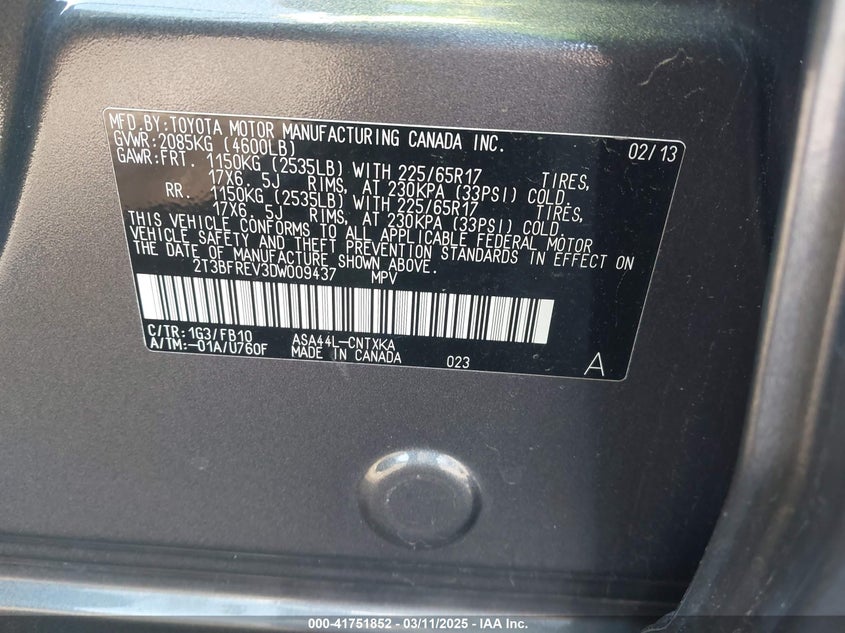 MFD.BY:TOYOTA MOTOR MANUFACTURING CANADA INC. 02/13
GVWR:2085KG (4600LB)
GAWR:FRT. 1150KG (2535LB) WITH 225/65R17 TIRES,
17X6. 5J RIMS, AT 230KPA (33PSI) COLD.
RR. 1150KG (2535LB) WITH 225/65R17 TIRES,
17X6. 5J RIMS, AT 230KPA (33PSI) COLD.
THIS VEHICLE CONFORMS TO ALL APPLICABLE FEDERAL MOTOR
VEHICLE SAFETY AND THEFT PREVENTION STANDARDS IN EFFECT ON
THE DATE OF MANUFACTURE SHOWN ABOVE.
2T3BFREV3DW009437 MPV
C/TR:1G3/FB10 ASA44L-CNTXKA
A/TM:-01A/U760F MADE IN CANADA 023 A
000-41751852 / 03/11/2025 - I.A.A Inc.